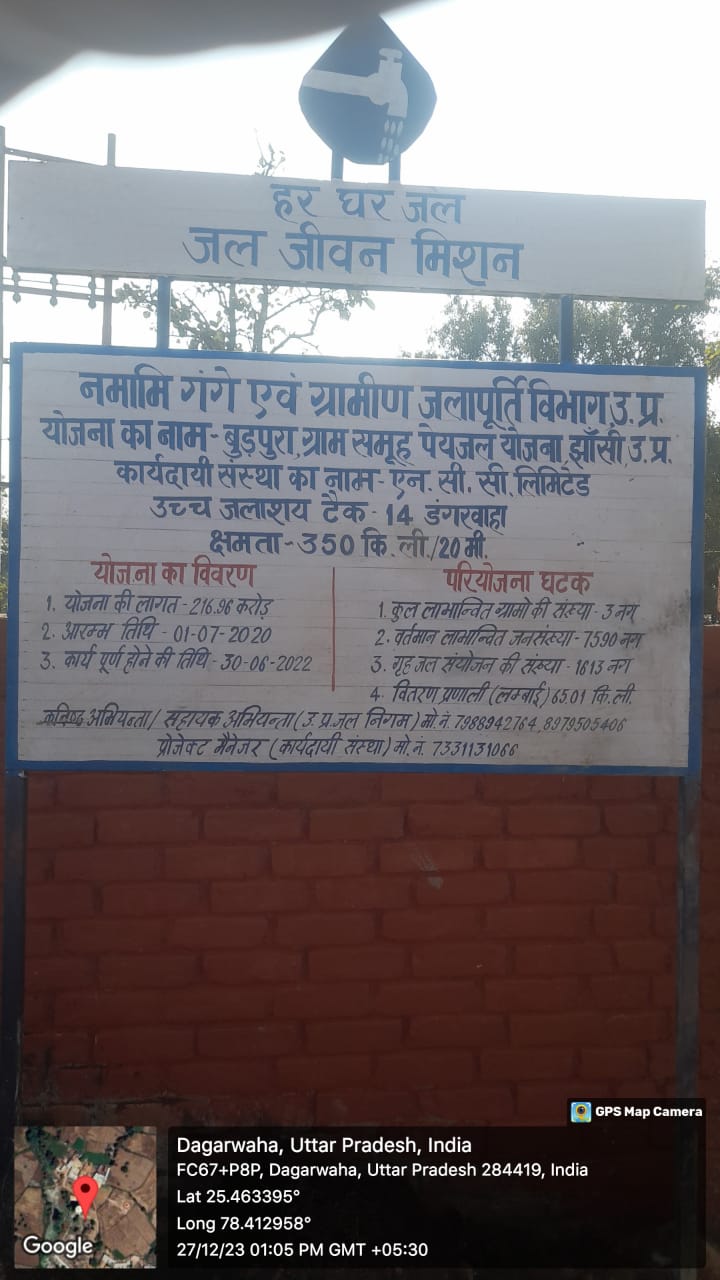 हर घर जल
जल जीवन मिशन
नमामि गंगे एवं ग्रामीण जलापूर्ति विभाग, उ. प्र.
योजना का नाम- बुड़पुरा, ग्राम समूह पेयजल योजना झाँसी, उ. प्र.
कार्यदायी संस्था का नाम- एन. सी. सी. लिमिटेड
उच्च जलाशय टैंक - 14 डंगरवाहा
क्षमता - 350 कि. ली./20 मी.
योजना का विवरण
1. योजना की लागत - 216.96 करोड़
2. आरम्भ तिथि - 01-07-2020
3. कार्य पूर्ण होने की तिथि - 30-06-2022
परियोजना घटक
1. कुल लाभान्वित ग्रामो की संख्या - 3 नग
2. वर्तमान लाभान्वित जनसंख्या - 7590 नग
3. गृह जल संयोजन की संख्या - 1613 नग
4. वितरण प्रणाली (लम्बाई) 65.01 कि. ली.
कनिष्ठ अभियन्ता/ सहायक अभियन्ता (उ. प्र. जल निगम) मो. नं. 7988942764, 8979505406
प्रोजेक्ट मैनेजर (कार्यदायी संस्था) मो. नं. 7331131066
GPS Map Camera
Dagarwaha, Uttar Pradesh, India
FC67+P8P, Dagarwaha, Uttar Pradesh 284419, India
Lat 25.463395°
Long 78.412958°
27/12/23 01:05 PM GMT +05:30
Google